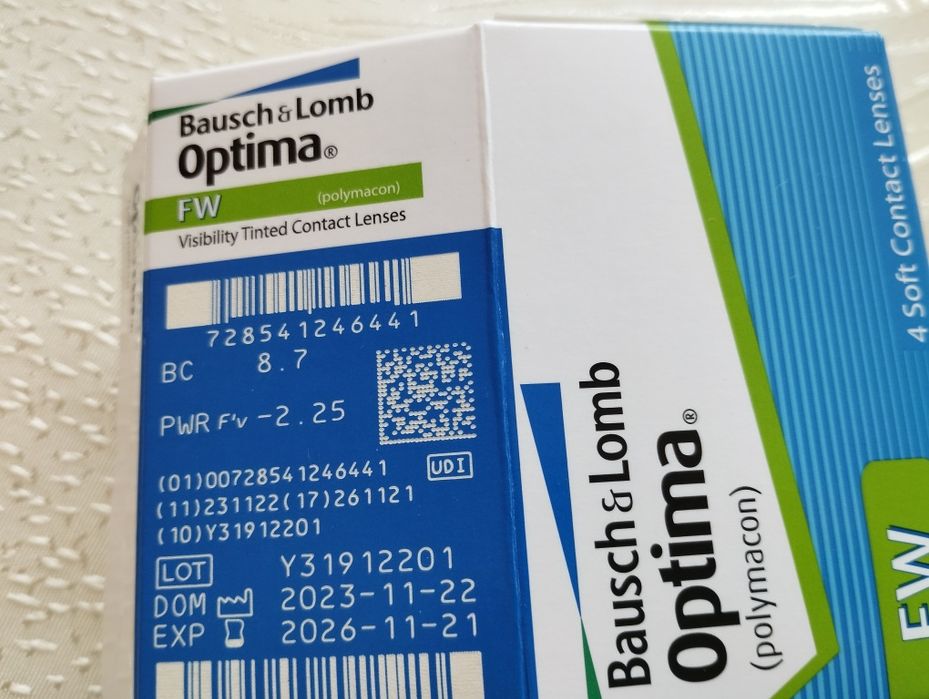 Bausch & Lomb
Optima®
FW (polymacon)
Visibility Tinted Contact Lenses
728541246441
BC 8.7
PWR F'v -2.25
(01)00728541246441 UDI
(11)231122(17)261121
(10)Y31912201
LOT Y31912201
DOM 2023-11-22
EXP 2026-11-21
Bausch & Lomb
Optima®
(polymacon)
4 Soft Contact Lenses
FW